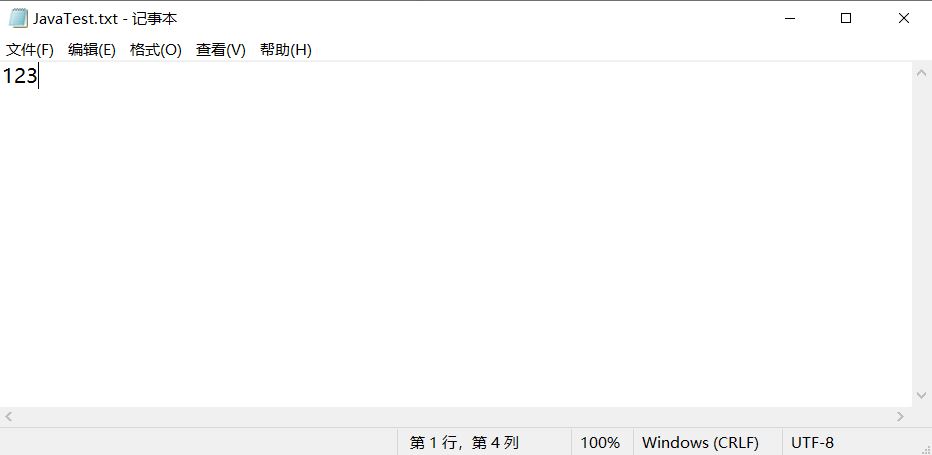 JavaTest.txt - 记事本
文件(F) 编辑(E) 格式(O) 查看(V) 帮助(H)
123
第 1 行，第 4 列 100% Windows (CRLF) UTF-8